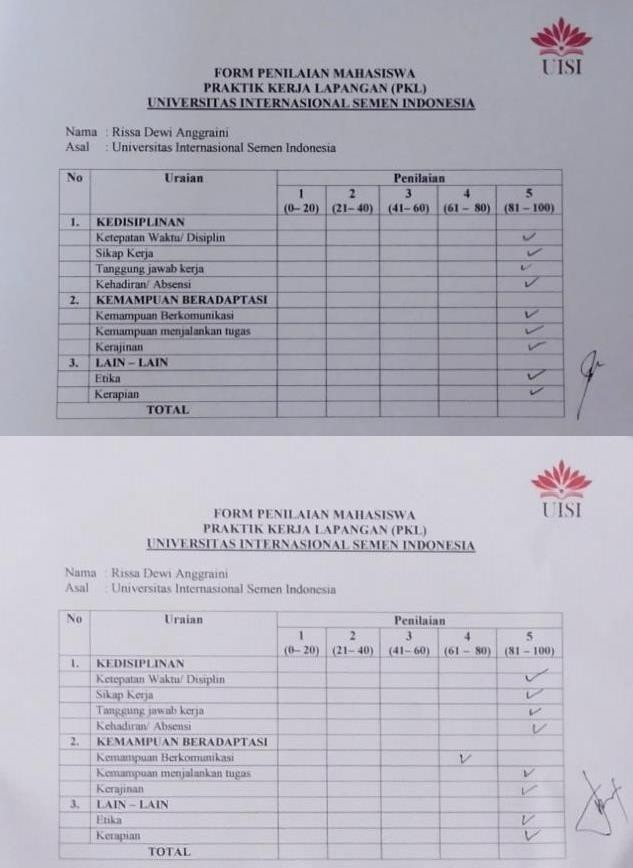 UISI
FORM PENILAIAN MAHASISWA
PRAKTIK KERJA LAPANGAN (PKL)
UNIVERSITAS INTERNASIONAL SEMEN INDONESIA
Nama : Rissa Dewi Anggraini
Asal : Universitas Internasional Semen Indonesia
No Uraian Penilaian
1 2 3 4 5
(0– 20) (21– 40) (41– 60) (61 – 80) (81 – 100)
1. KEDISIPLINAN
Ketepatan Waktu/ Disiplin ✓
Sikap Kerja ✓
Tanggung jawab kerja ✓
Kehadiran/ Absensi ✓
2. KEMAMPUAN BERADAPTASI
Kemampuan Berkomunikasi ✓
Kemampuan menjalankan tugas ✓
Kerajinan ✓
3. LAIN – LAIN
Etika ✓
Kerapian ✓
TOTAL
UISI
FORM PENILAIAN MAHASISWA
PRAKTIK KERJA LAPANGAN (PKL)
UNIVERSITAS INTERNASIONAL SEMEN INDONESIA
Nama : Rissa Dewi Anggraini
Asal : Universitas Internasional Semen Indonesia
No Uraian Penilaian
1 2 3 4 5
(0– 20) (21– 40) (41– 60) (61 – 80) (81 – 100)
1. KEDISIPLINAN
Ketepatan Waktu/ Disiplin ✓
Sikap Kerja ✓
Tanggung jawab kerja ✓
Kehadiran/ Absensi ✓
2. KEMAMPUAN BERADAPTASI
Kemampuan Berkomunikasi ✓
Kemampuan menjalankan tugas ✓
Kerajinan ✓
3. LAIN – LAIN
Etika ✓
Kerapian ✓
TOTAL